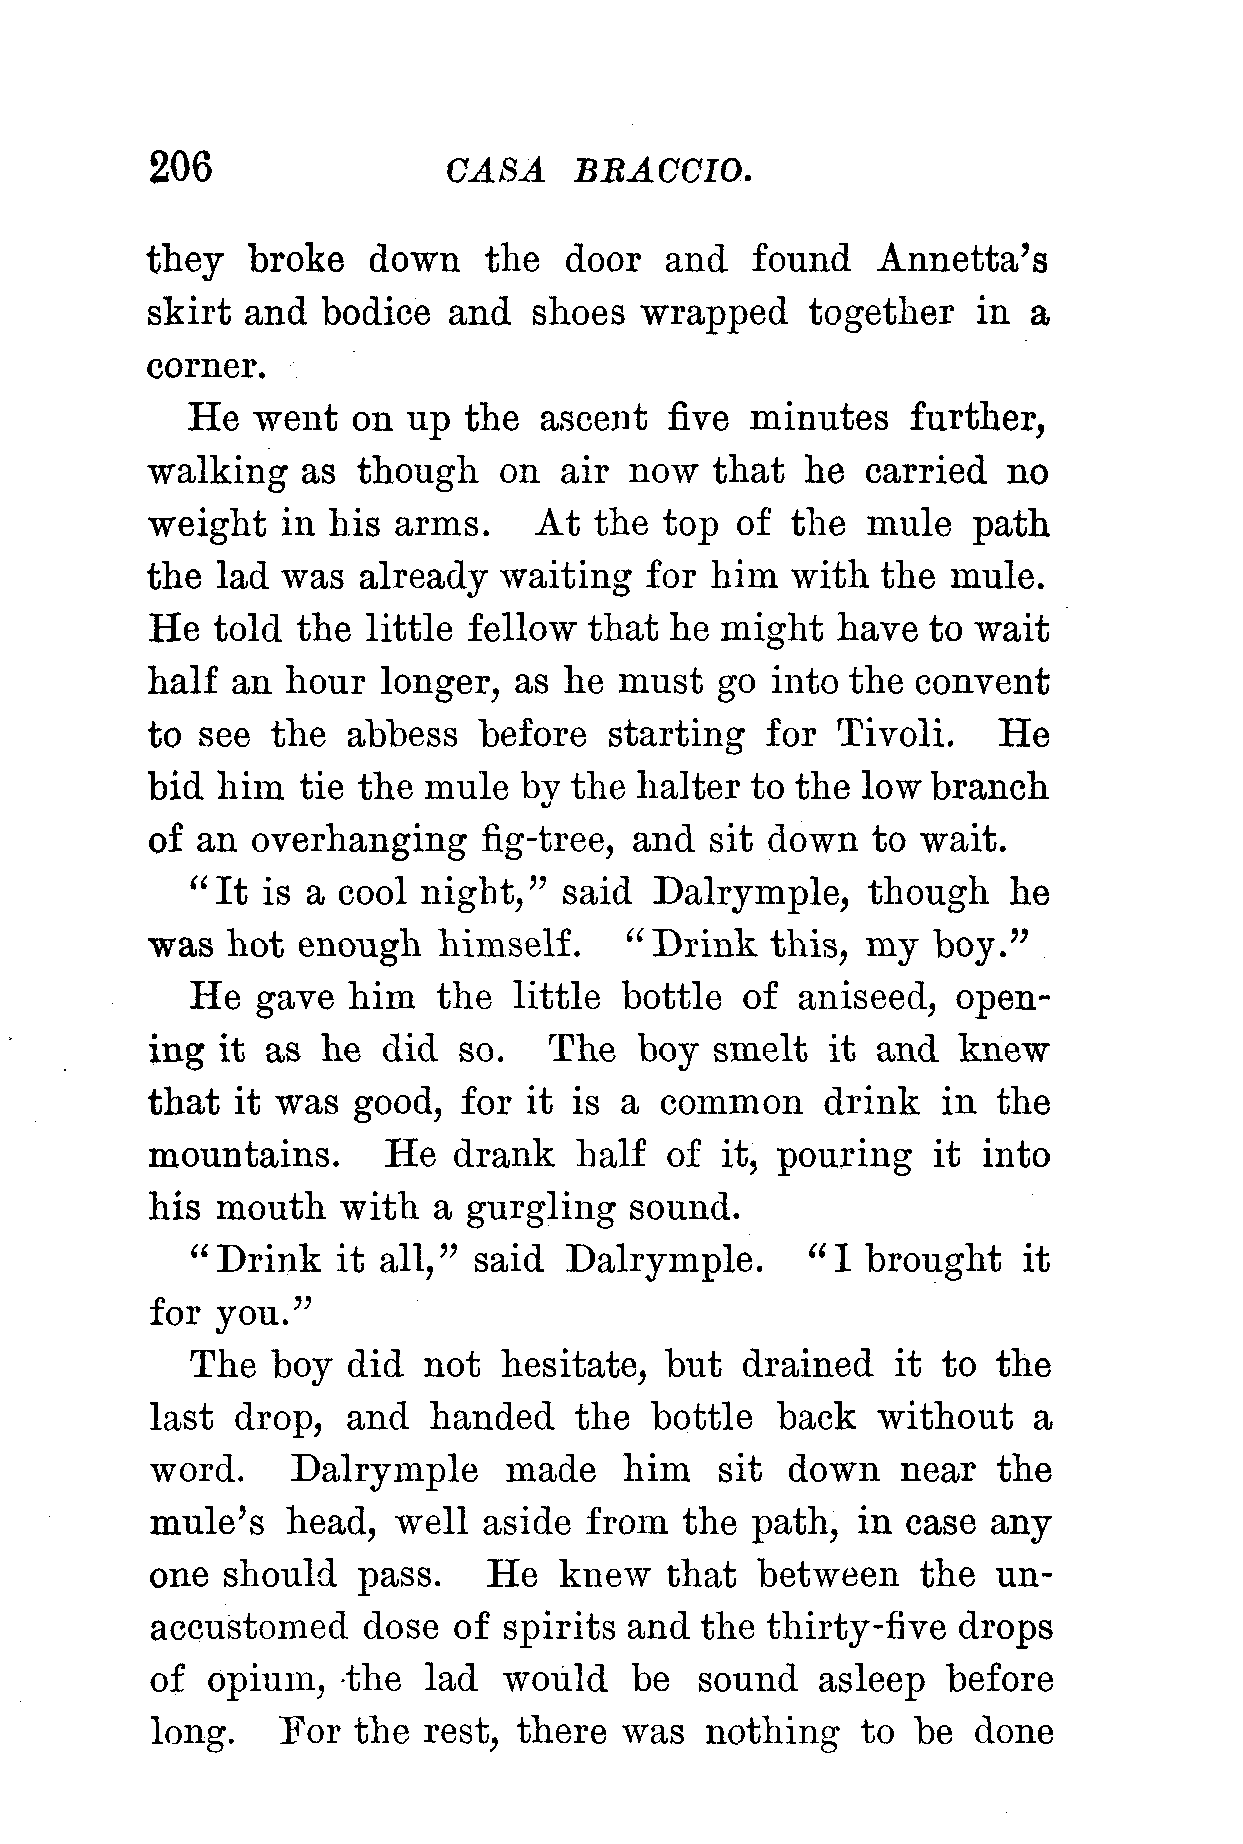 206 CASA BRACCIO.
they broke down the door and found Annetta's
skirt and bodice and shoes wrapped together in a
corner.
He went on up the ascent five minutes further,
walking as though on air now that he carried no
weight in his arms. At the top of the mule path
the lad was already waiting for him with the mule.
He told the little fellow that he might have to wait
half an hour longer, as he must go into the convent
to see the abbess before starting for Tivoli. He
bid him tie the mule by the halter to the low branch
of an overhanging fig-tree, and sit down to wait.
"It is a cool night," said Dalrymple, though he
was hot enough himself. "Drink this, my boy."
He gave him the little bottle of aniseed, open-
ing it as he did so. The boy smelt it and knew
that it was good, for it is a common drink in the
mountains. He drank half of it, pouring it into
his mouth with a gurgling sound.
"Drink it all," said Dalrymple. "I brought it
for you."
The boy did not hesitate, but drained it to the
last drop, and handed the bottle back without a
word. Dalrymple made him sit down near the
mule's head, well aside from the path, in case any
one should pass. He knew that between the un-
accustomed dose of spirits and the thirty-five drops
of opium, the lad would be sound asleep before
long. For the rest, there was nothing to be done